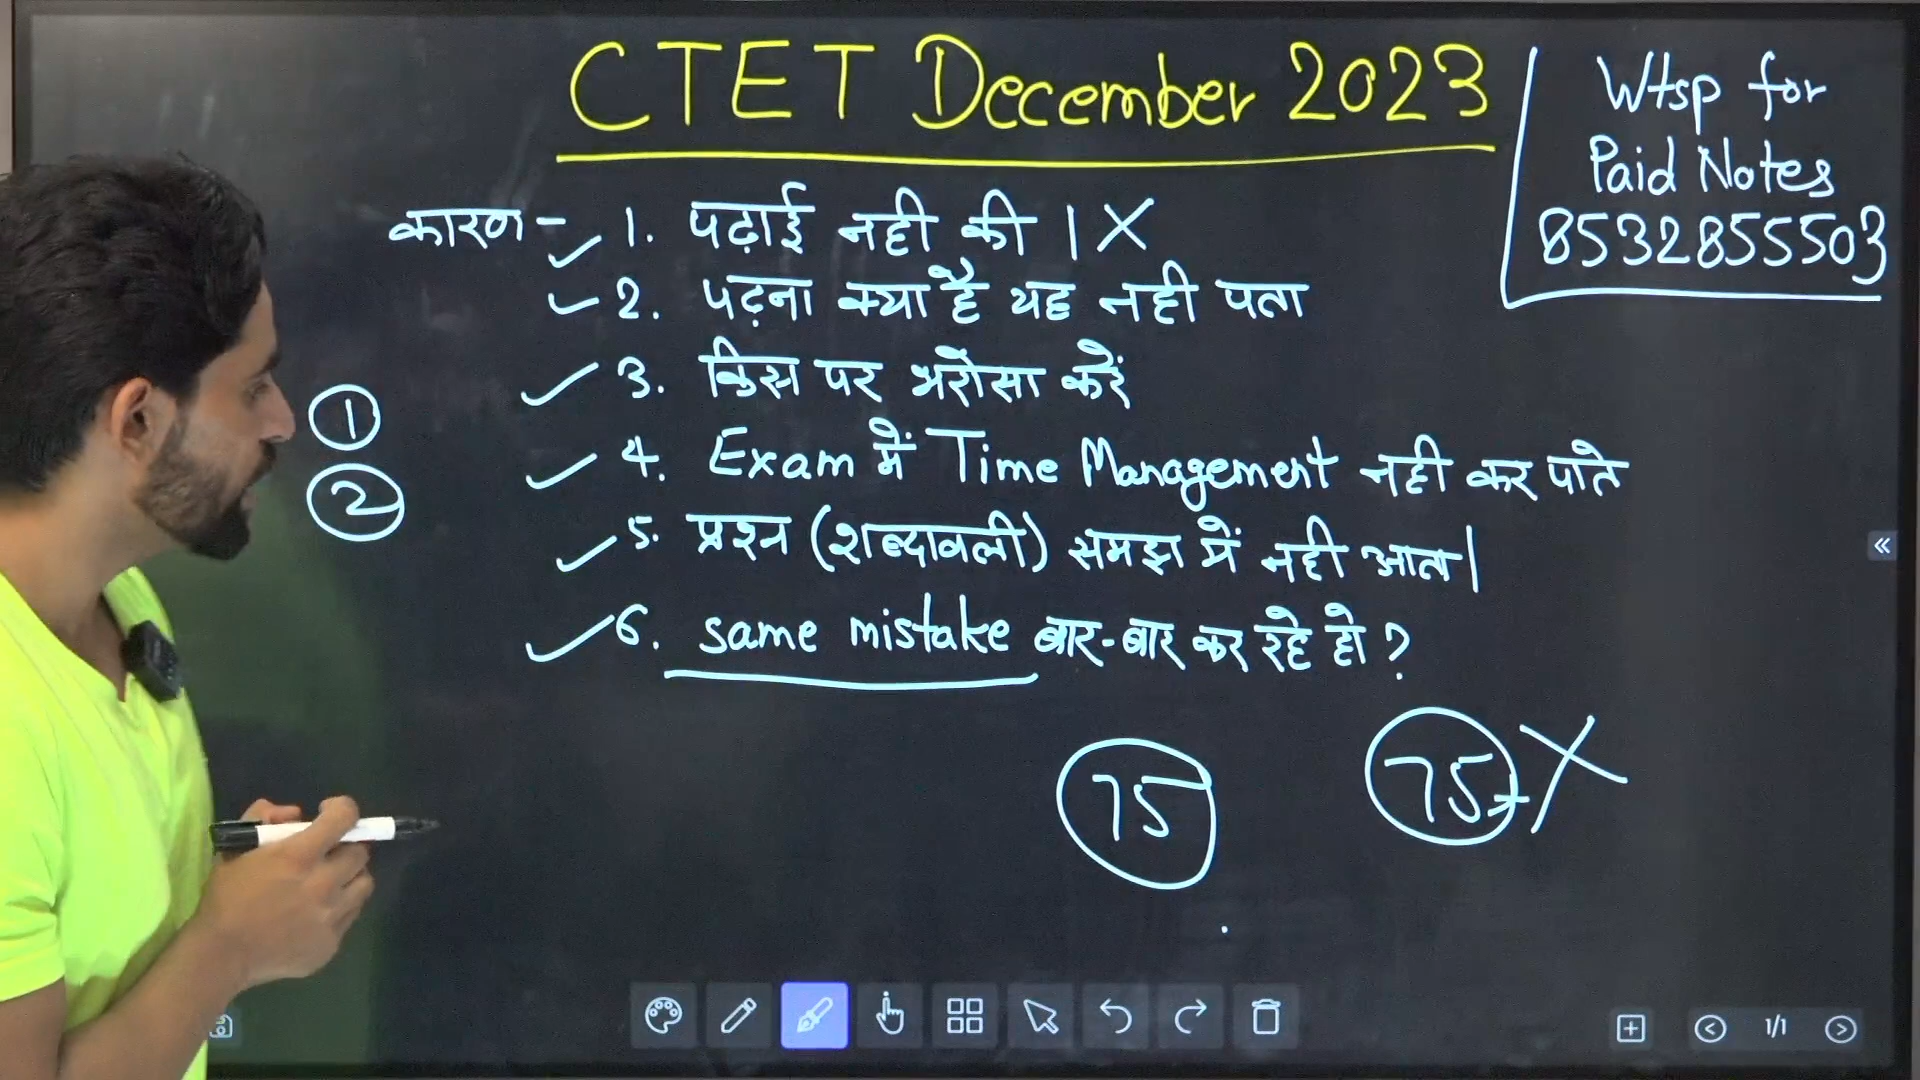 CTET December 2023
Wtsp for
Paid Notes
8532855503
कारण - 1. पढ़ाई नही की । X
2. पढ़ना क्या है यह नही पता
3. किस पर भरोसा करें
4. Exam में Time Management नही कर पाते
5. प्रश्न (शब्दावली) समझ में नही आता।
6. same mistake बार-बार कर रहे हो ?
1
2
75
75+ X
1/1